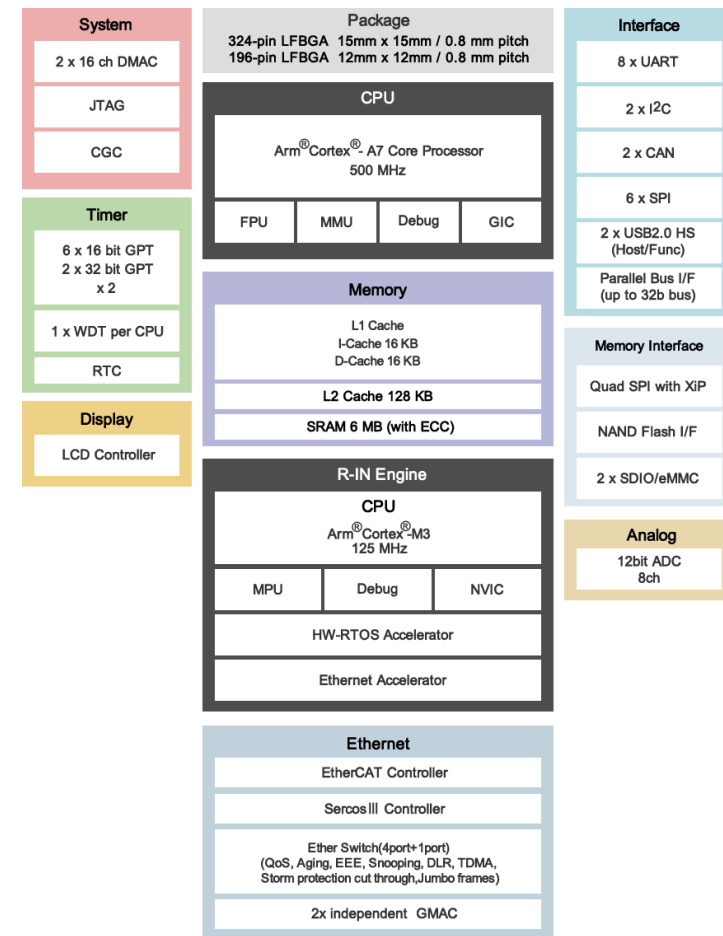 System
2 x 16 ch DMAC
JTAG
CGC
Timer
6 x 16 bit GPT
2 x 32 bit GPT
x 2
1 x WDT per CPU
RTC
Display
LCD Controller
Package
324-pin LFBGA 15mm x 15mm / 0.8 mm pitch
196-pin LFBGA 12mm x 12mm / 0.8 mm pitch
CPU
Arm®Cortex®- A7 Core Processor
500 MHz
FPU
MMU
Debug
GIC
Memory
L1 Cache
I-Cache 16 KB
D-Cache 16 KB
L2 Cache 128 KB
SRAM 6 MB (with ECC)
R-IN Engine
CPU
Arm®Cortex®-M3
125 MHz
MPU
Debug
NVIC
HW-RTOS Accelerator
Ethernet Accelerator
Ethernet
EtherCAT Controller
SercosⅢ Controller
Ether Switch(4port+1port)
(QoS, Aging, EEE, Snooping, DLR, TDMA,
Storm protection cut through,Jumbo frames)
2x independent GMAC
Interface
8 x UART
2 x I²C
2 x CAN
6 x SPI
2 x USB2.0 HS
(Host/Func)
Parallel Bus I/F
(up to 32b bus)
Memory Interface
Quad SPI with XiP
NAND Flash I/F
2 x SDIO/eMMC
Analog
12bit ADC
8ch